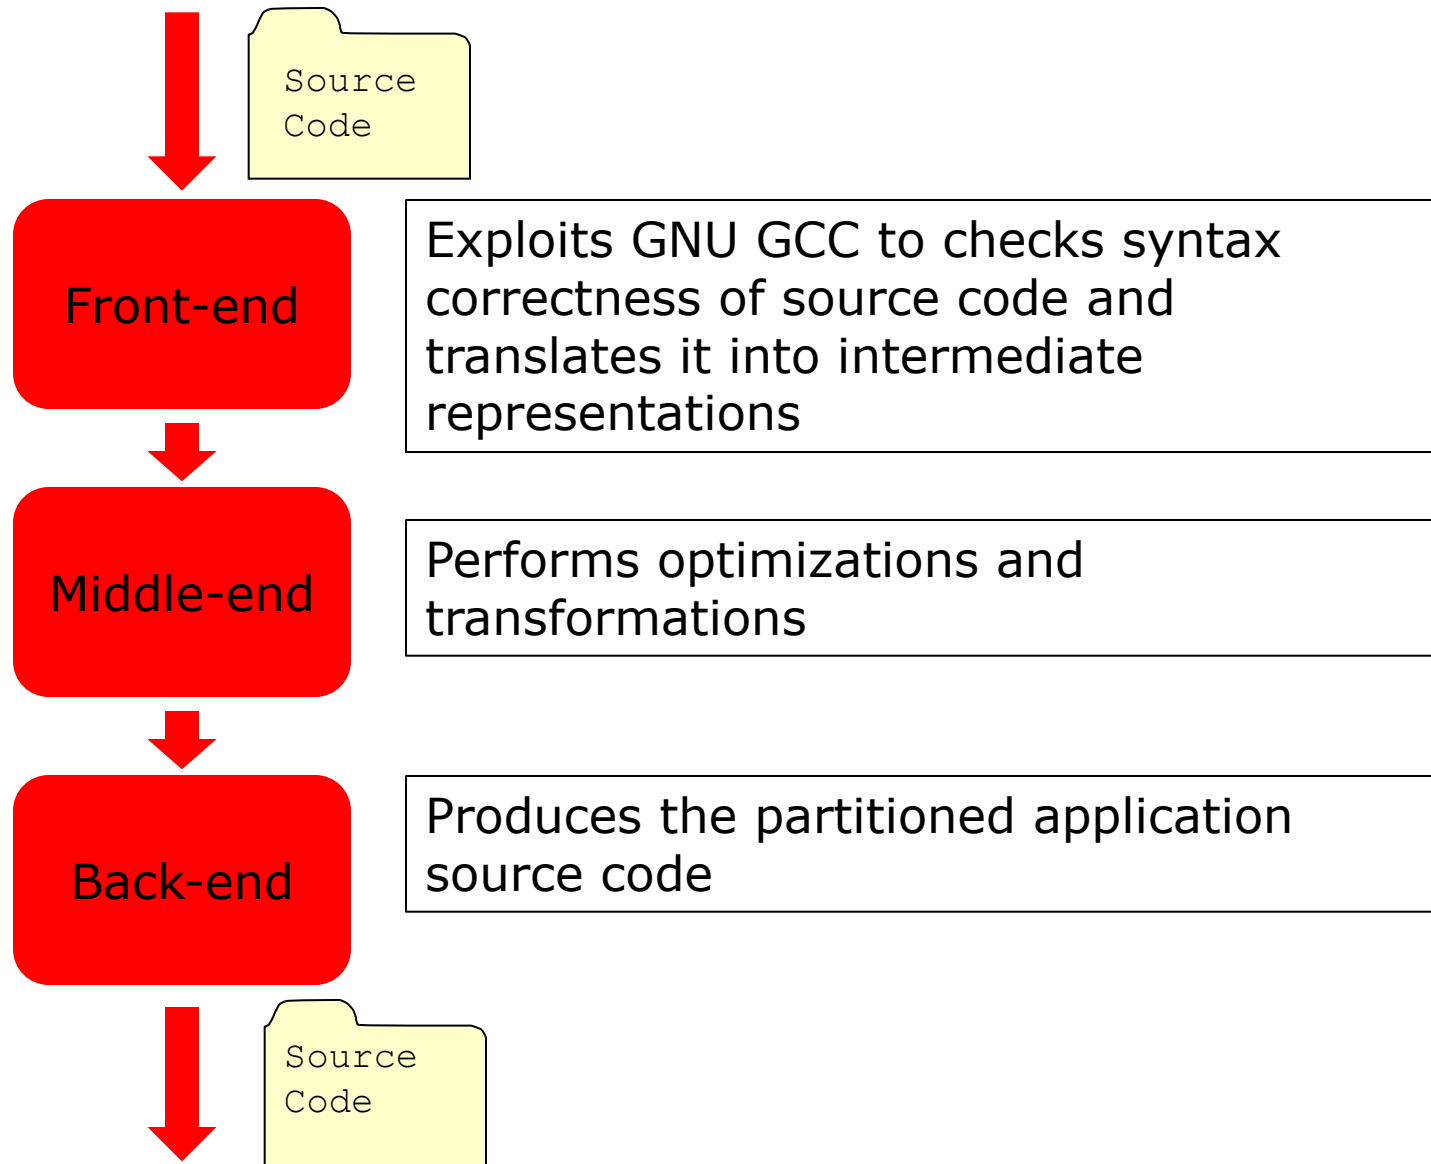 Source
Code
Front-end
Exploits GNU GCC to checks syntax
correctness of source code and
translates it into intermediate
representations
Middle-end
Performs optimizations and
transformations
Back-end
Produces the partitioned application
source code
Source
Code